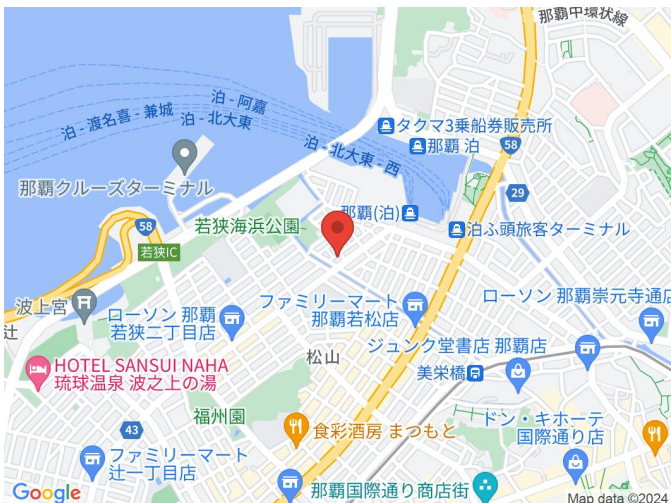 那覇中環状線
泊 - 阿嘉
泊 - 渡名喜 - 兼城
泊 - 北大東
タクマ3乗船券販売所
泊 - 北大東 - 西
那覇 泊
58
那覇クルーズターミナル
29
那覇(泊)
58
若狭海浜公園
泊ふ頭旅客ターミナル
若狭IC
波上宮
ローソン 那覇
若狭二丁目店
ファミリーマート
那覇若松店
ローソン 那覇崇元寺通店
辻
松山
ジュンク堂書店 那覇店
HOTEL SANSUI NAHA
琉球温泉 波之上の湯
美栄橋
福州園
43
食彩酒房 まつもと
ドン・キホーテ
国際通り店
ファミリーマート
辻一丁目店
那覇国際通り商店街
Google
Map data ©2024